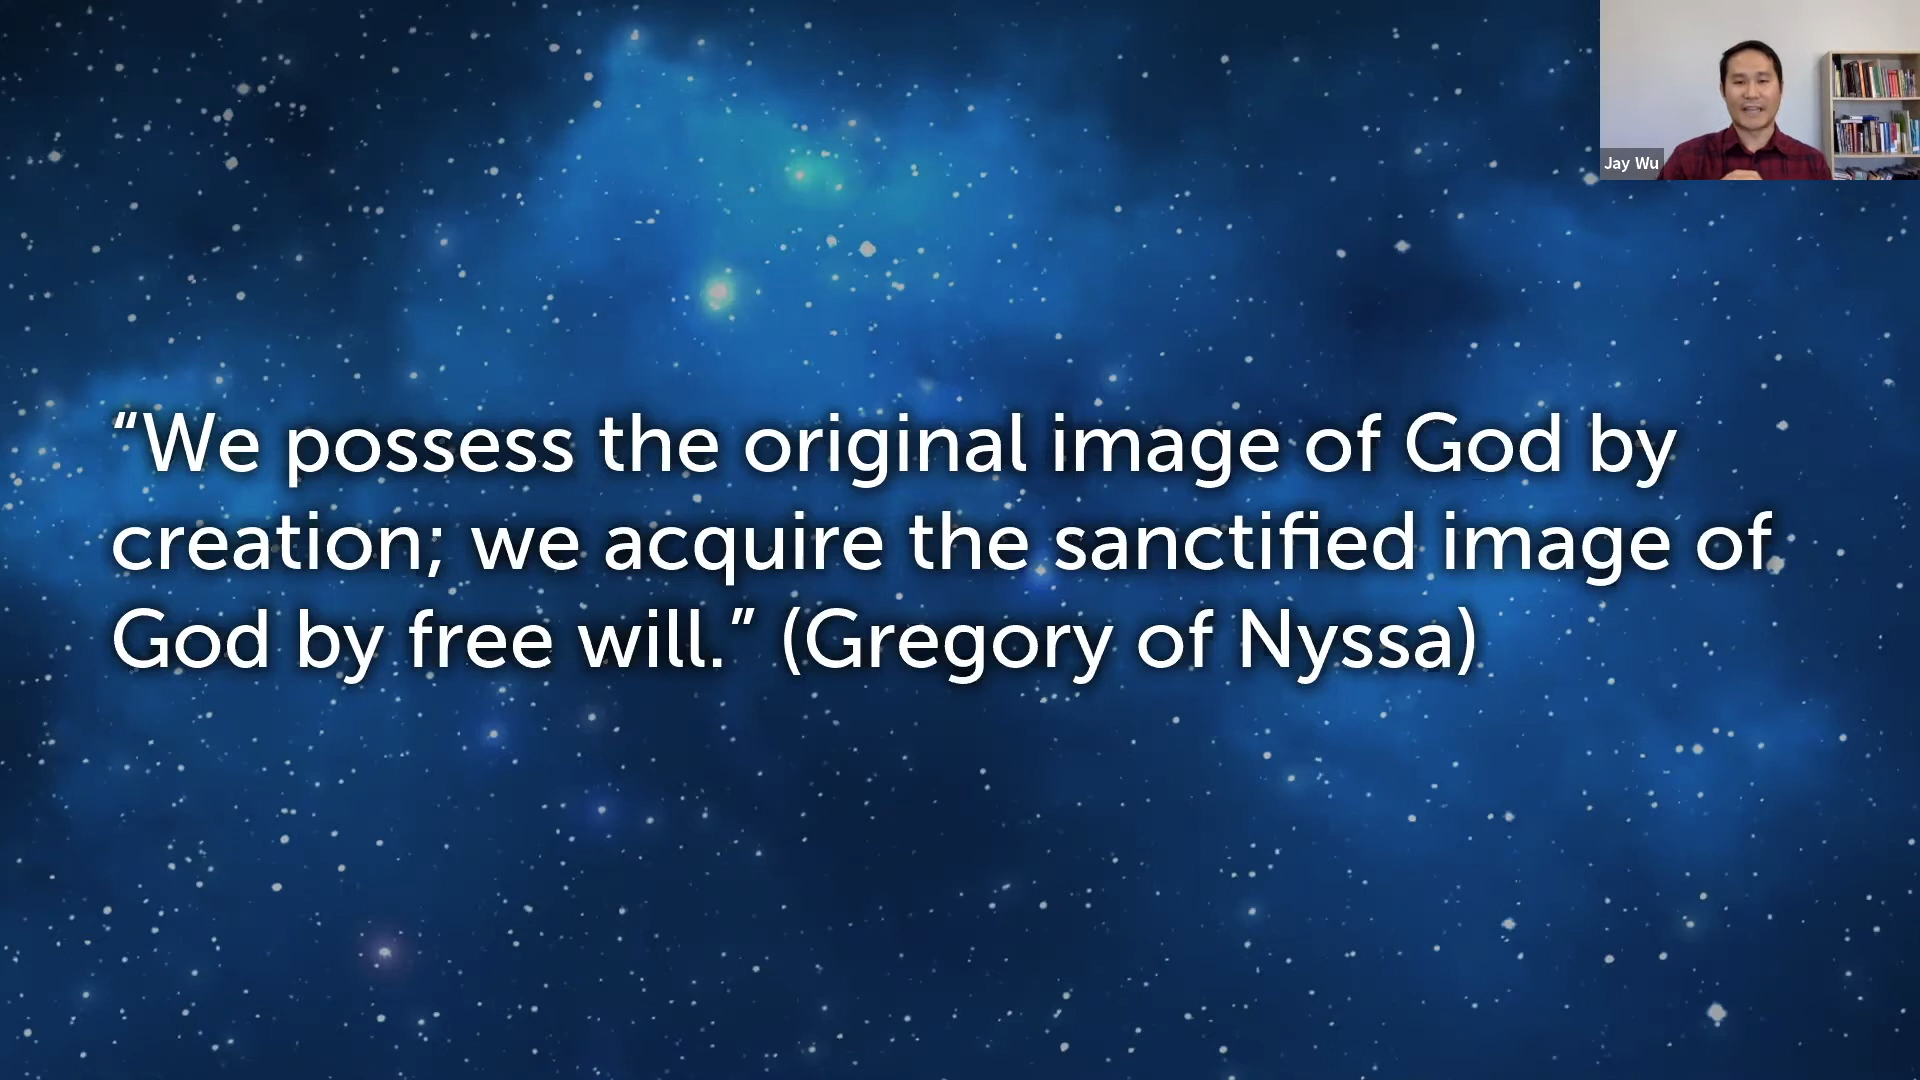 Jay Wu
“We possess the original image of God by
creation; we acquire the sanctified image of
God by free will.” (Gregory of Nyssa)